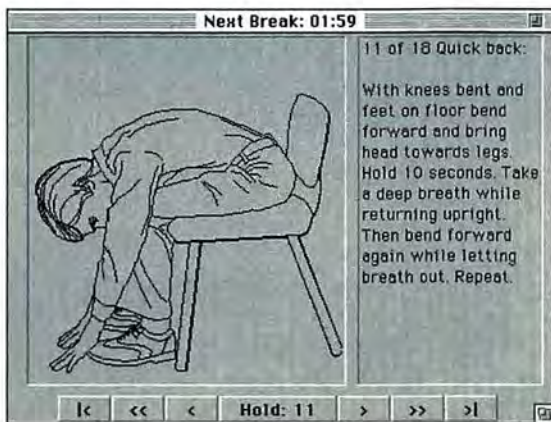 Next Break: 01:59
11 of 18 Quick back:
With knees bent and
feet on floor bend
forward and bring
head towards legs.
Hold 10 seconds. Take
a deep breath while
returning upright.
Then bend forward
again while letting
breath out. Repeat.
|< << < Hold: 11 > >> >|